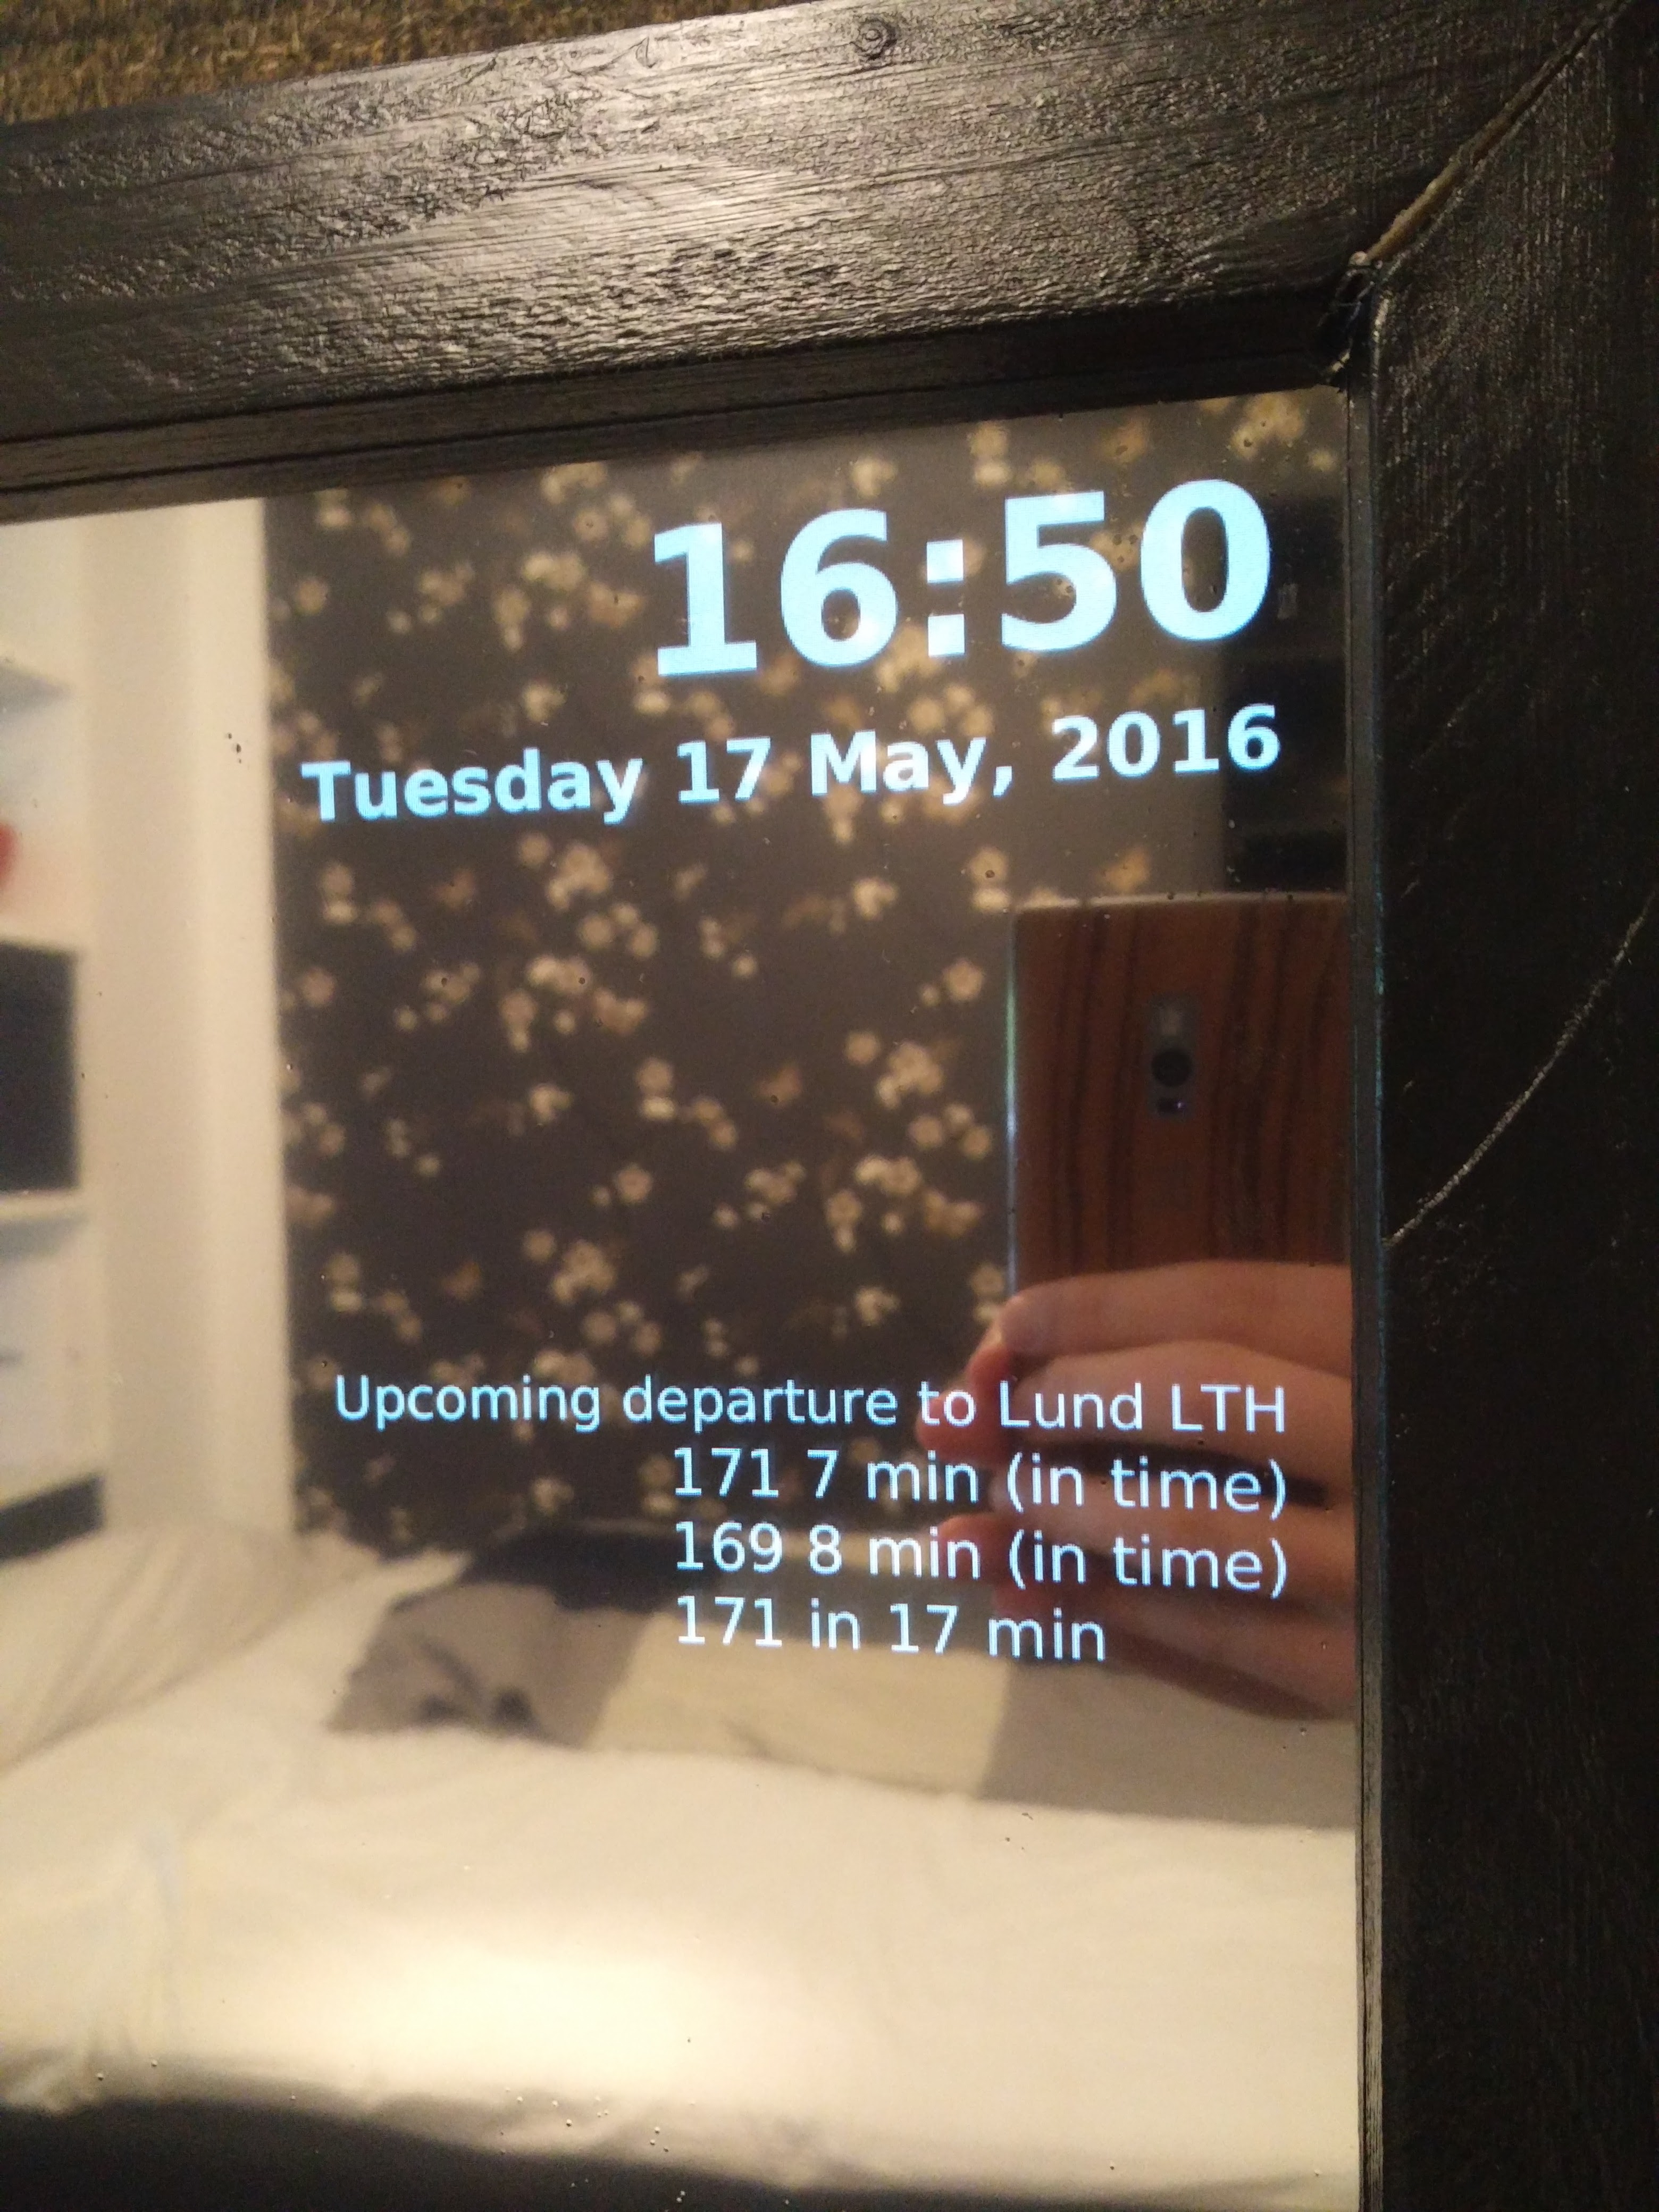 16:50
Tuesday 17 May, 2016
Upcoming departure to Lund LTH
171 7 min (in time)
169 8 min (in time)
171 in 17 min